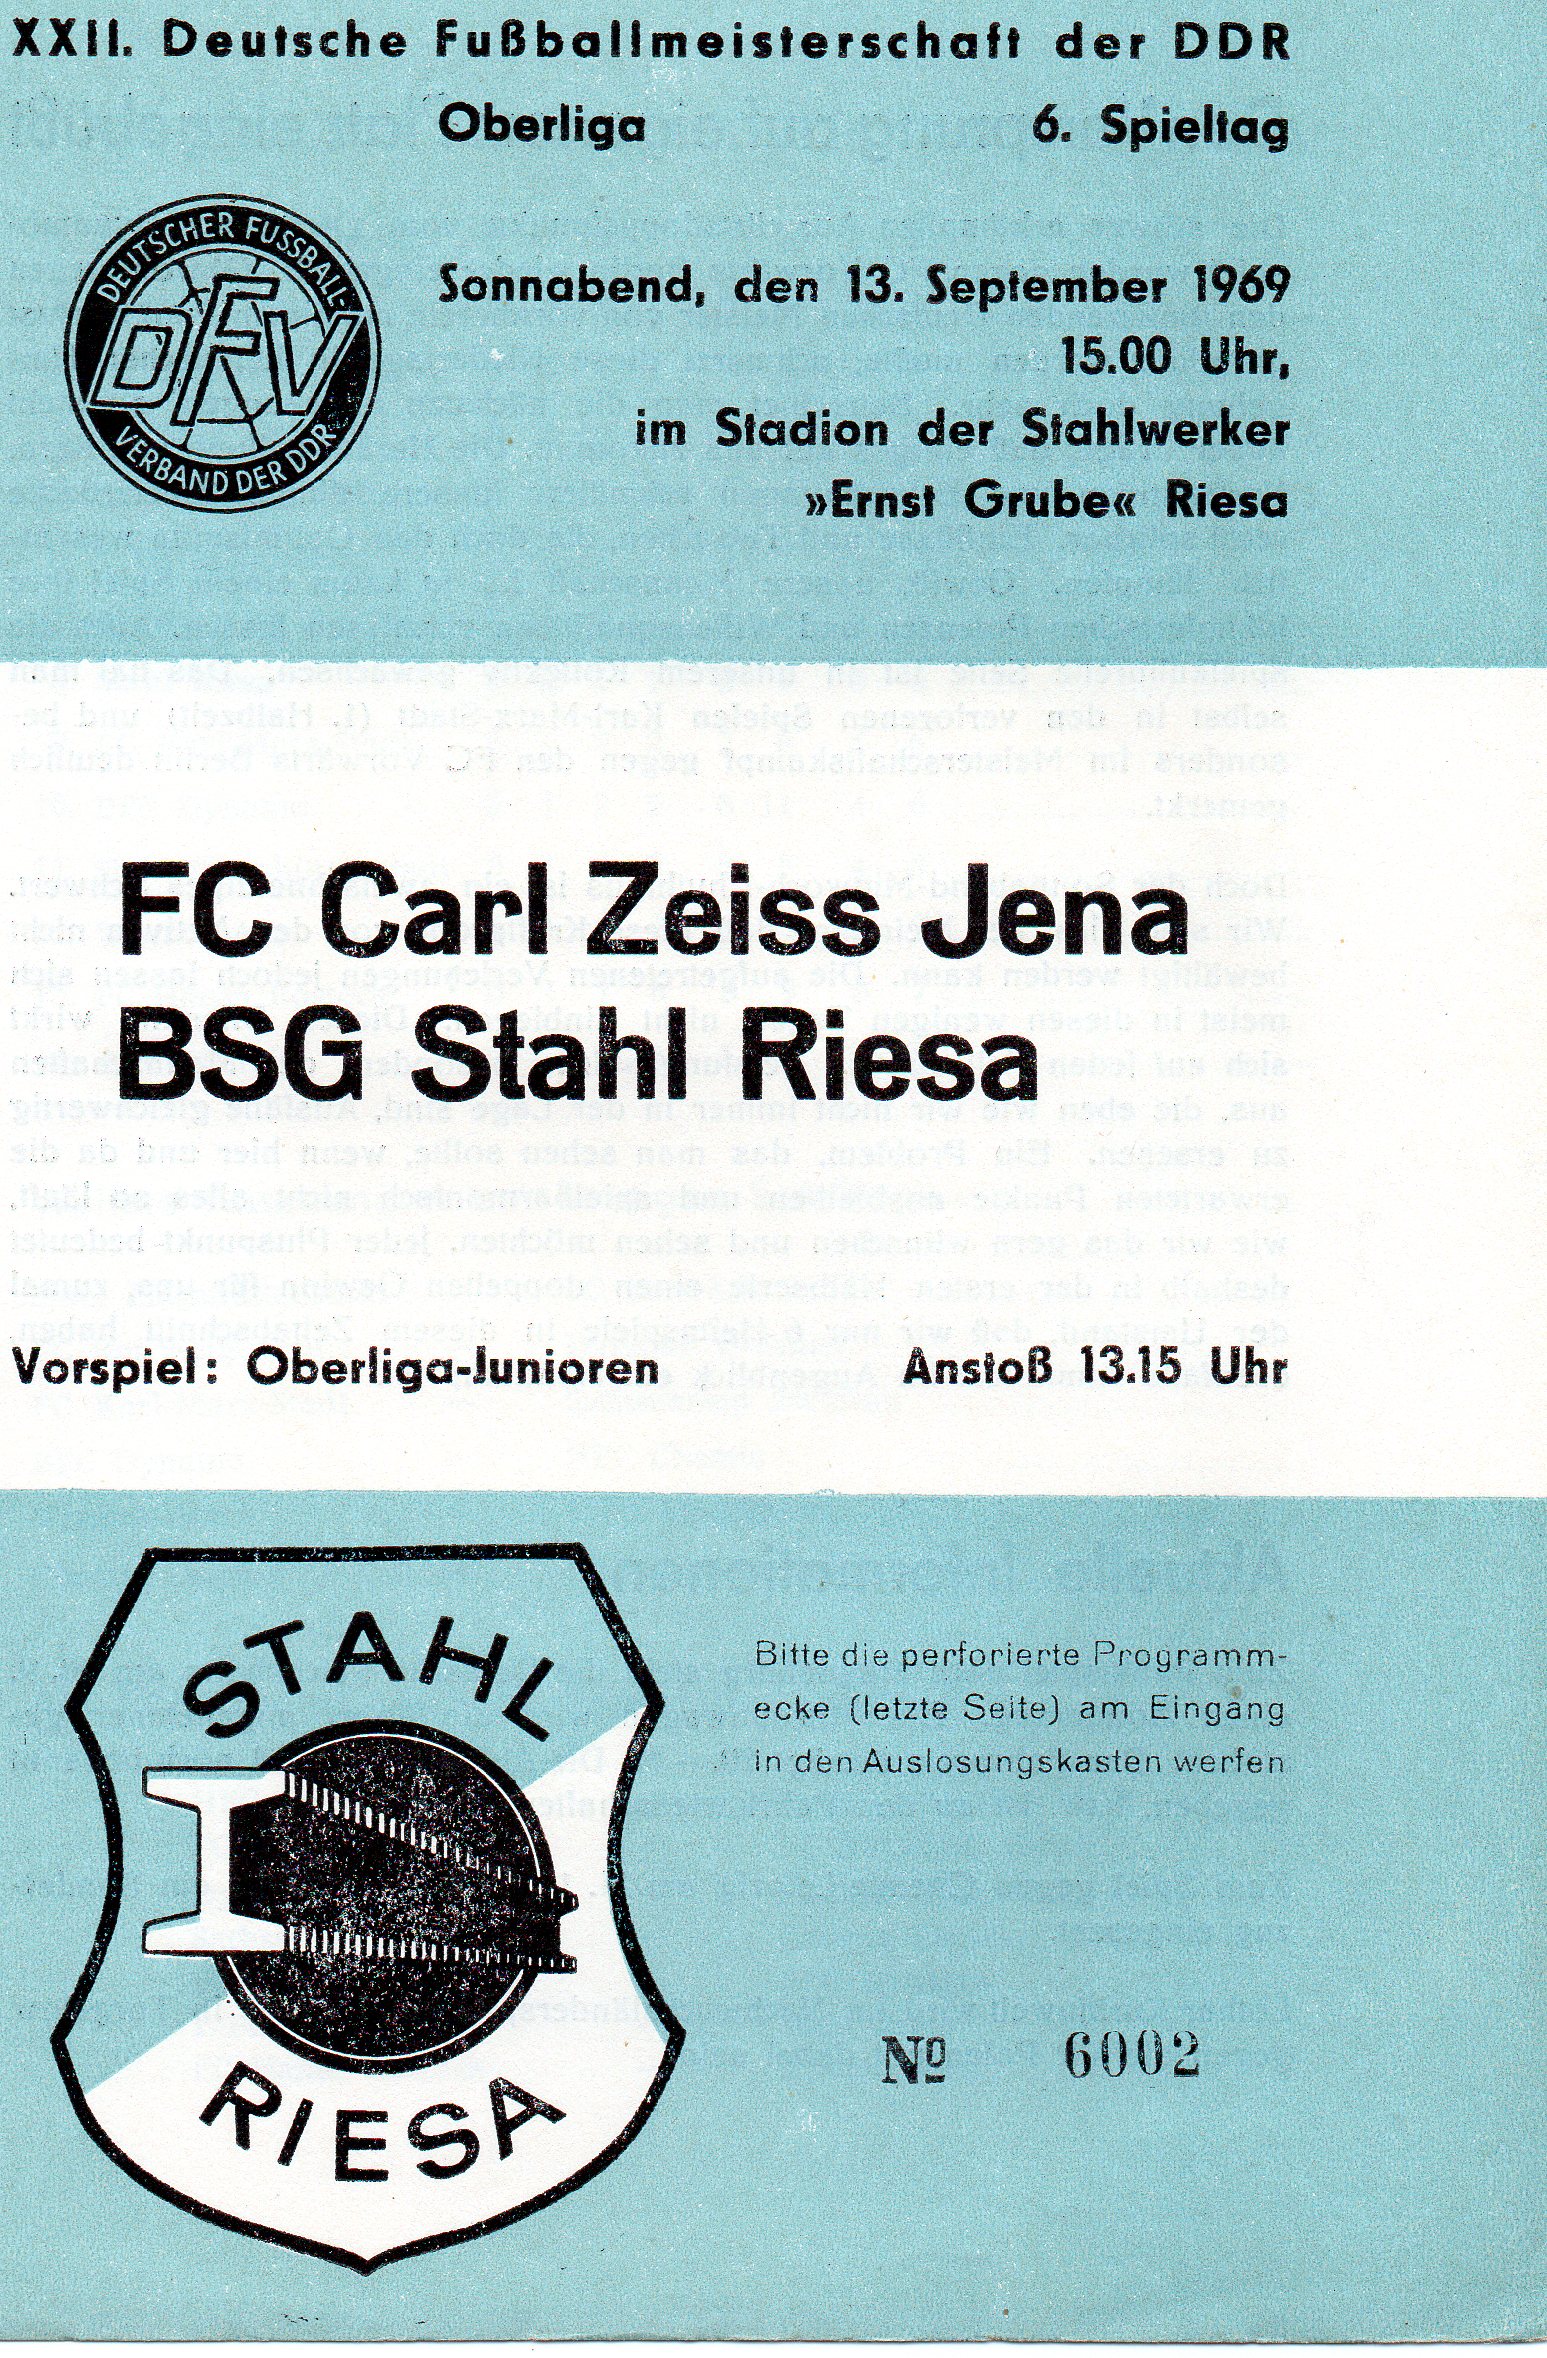 XXII. Deutsche Fußballmeisterschaft der DDR
Oberliga 6. Spieltag
DEUTSCHER FUSSBALL-
DFV
VERBAND DER DDR
Sonnabend, den 13. September 1969
15.00 Uhr,
im Stadion der Stahlwerker
»Ernst Grube« Riesa
FC Carl Zeiss Jena
BSG Stahl Riesa
Vorspiel: Oberliga-Junioren Anstoß 13.15 Uhr
STAHL
RIESA
Bitte die perforierte Programm-
ecke (letzte Seite) am Eingang
in den Auslosungskasten werfen
Nº 6002